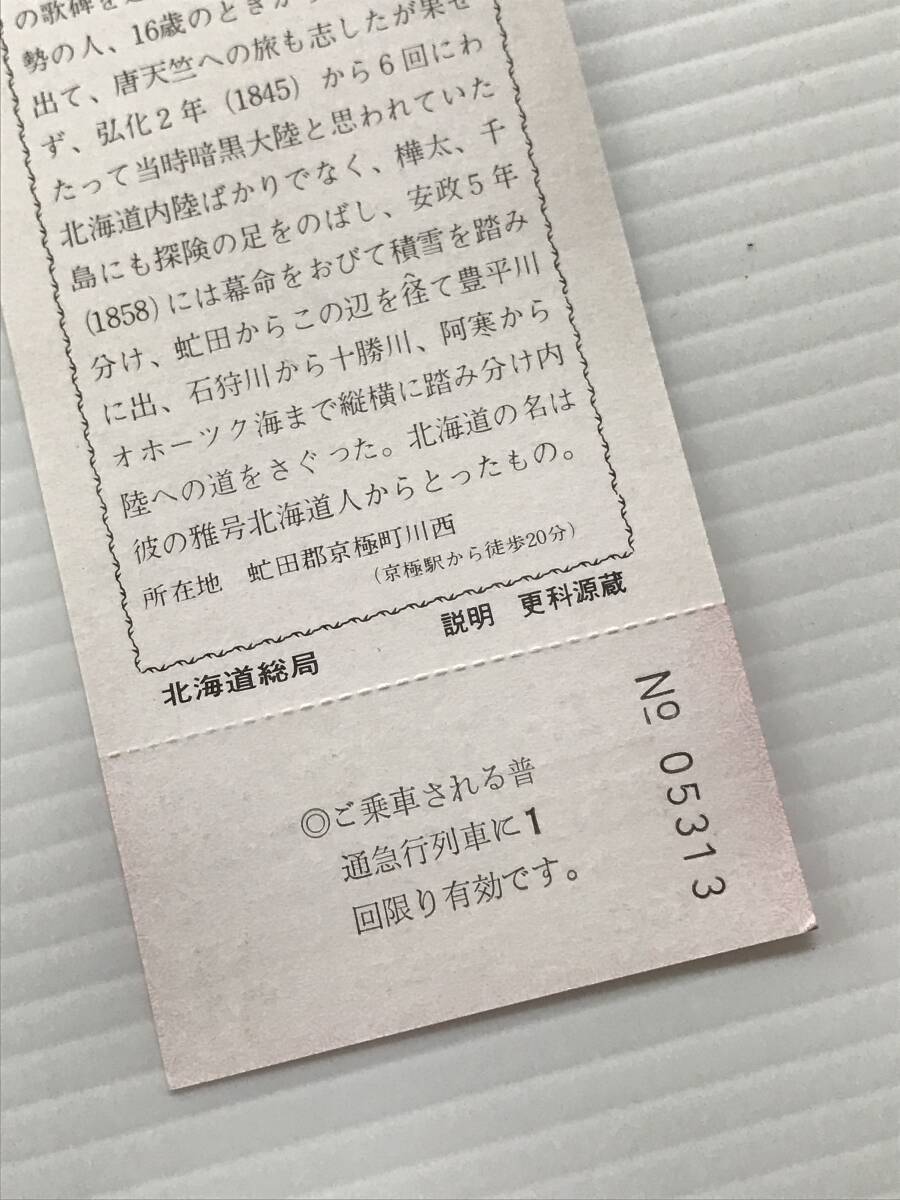 の歌碑を
勢の人、16歳のときか
出て、唐天竺への旅も志したが果せ
ず、弘化2年(1845)から6回にわ
たって当時暗黒大陸と思われていた
北海道内陸ばかりでなく、樺太、千
島にも探険の足をのばし、安政5年
(1858)には幕命をおびて積雪を踏み
分け、虻田からこの辺を径て豊平川
に出、石狩川から十勝川、阿寒から
オホーツク海まで縦横に踏み分け内
陸への道をさぐった。北海道の名は
彼の雅号北海道人からとったもの。
所在地 虻田郡京極町川西
(京極駅から徒歩20分)
北海道総局 説明 更科源蔵
◎ご乗車される普
通急行列車に1
回限り有効です。
№ 05313